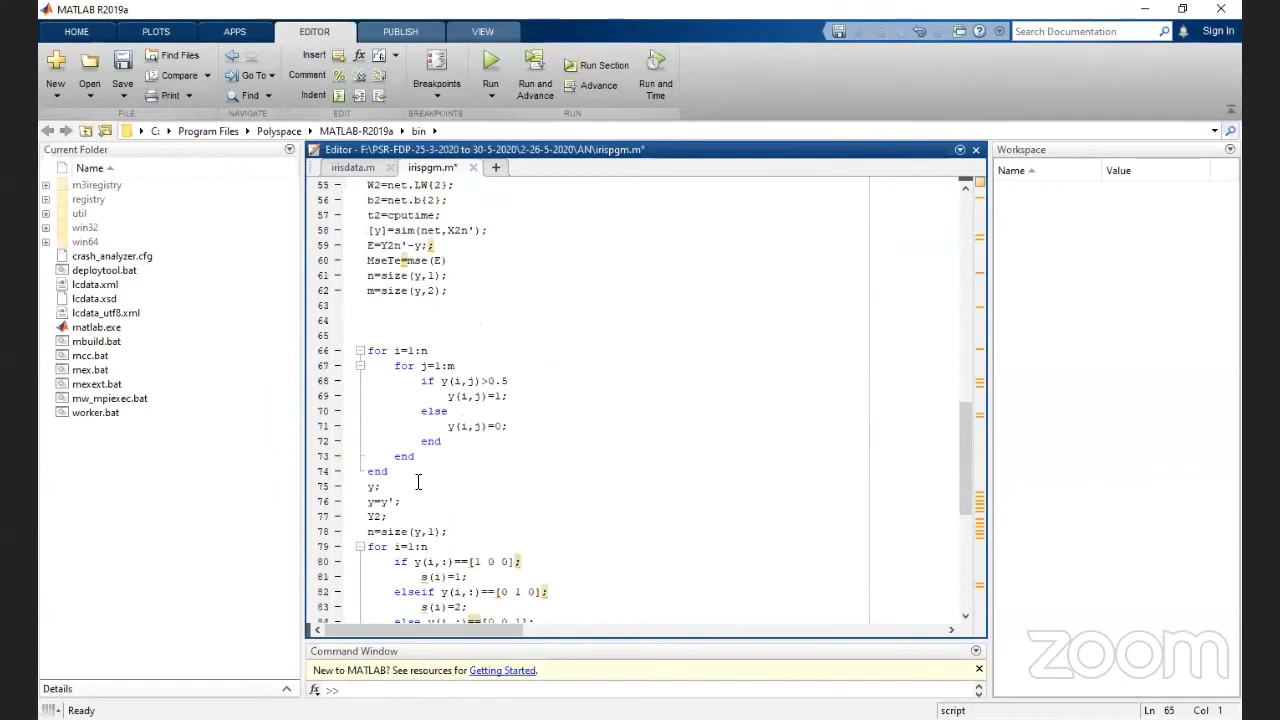 MATLAB R2019a
HOME PLOTS APPS EDITOR PUBLISH VIEW Search Documentation Sign In
New Open Save Find Files Compare Print Go To Find Insert Comment Indent Breakpoints Run Run and Advance Run Section Advance Run and Time
FILE NAVIGATE EDIT BREAKPOINTS RUN
C: Program Files Polyspace MATLAB-R2019a bin
Current Folder
Name
m3iregistry
registry
util
win32
win64
crash_analyzer.cfg
deploytool.bat
lcdata.xml
lcdata.xsd
lcdata_utf8.xml
matlab.exe
mbuild.bat
mcc.bat
mex.bat
mexext.bat
mw_mpiexec.bat
worker.bat
Details
Editor - F:\PSR-FDP-25-3-2020 to 30-5-2020\2-26-5-2020\AN\irispgm.m*
irisdata.m irispgm.m*
55 - W2=net.LW{2};
56 - b2=net.b{2};
57 - t2=cputime;
58 - [y]=sim(net,X2n');
59 - E=Y2n'-y;;
60 - MseTe=mse(E)
61 - n=size(y,1);
62 - m=size(y,2);
63
64
65
66 - for i=1:n
67 - for j=1:m
68 - if y(i,j)>0.5
69 - y(i,j)=1;
70 - else
71 - y(i,j)=0;
72 - end
73 - end
74 - end
75 - y;
76 - y=y';
77 - Y2;
78 - n=size(y,1);
79 - for i=1:n
80 - if y(i,:)==[1 0 0];
81 - s(i)=1;
82 - elseif y(i,:)==[0 1 0];
83 - s(i)=2;
84 - else y(i,:)==[0 0 1];
Command Window
New to MATLAB? See resources for Getting Started.
fx >>
Workspace
Name Value
zoom
Ready script Ln 65 Col 1